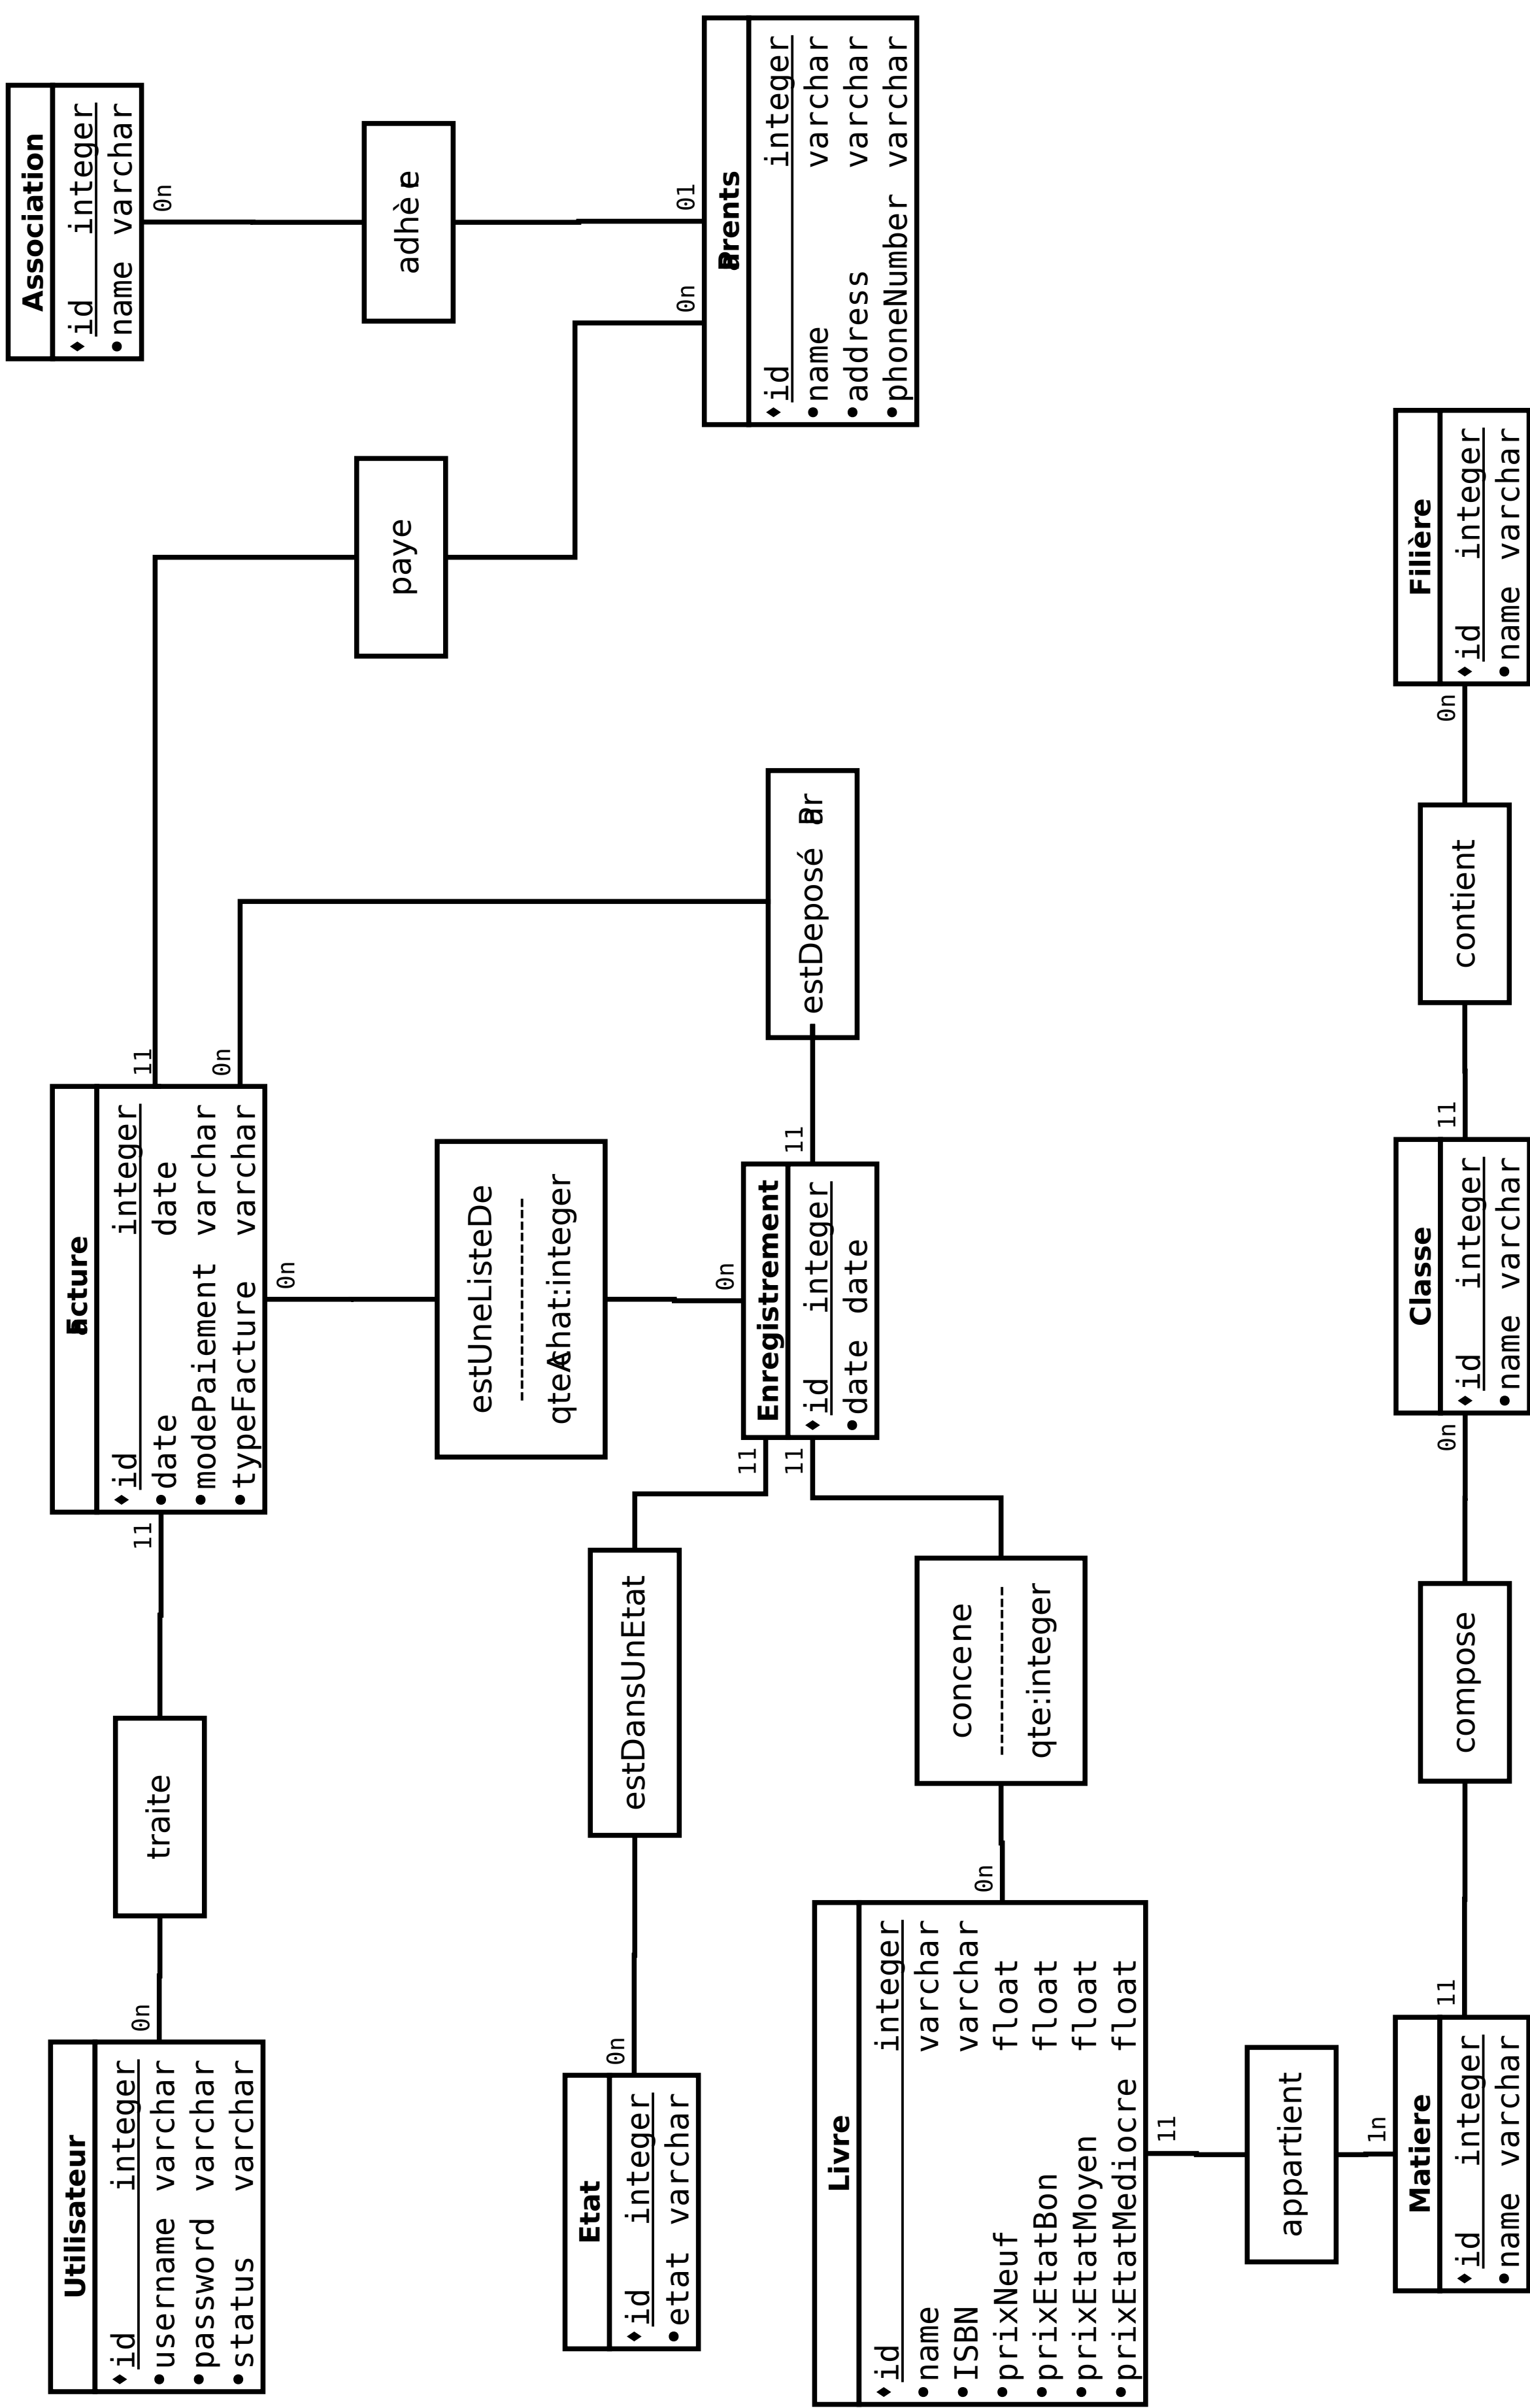 Utilisateur
id integer
username varchar
password varchar
status varchar
0n
traite
11
Facture
id integer
date date
modePaiement varchar
typeFacture varchar
11
0n
0n
Association
id integer
name varchar
0n
adhère
paye
01
0n
Parents
id integer
name varchar
address varchar
phoneNumber varchar
estUneListeDe
qteAchat:integer
0n
Etat
id integer
etat varchar
0n
estDansUnEtat
11
11
Enregistrement
id integer
date date
11
estDeposé Par
Livre
id integer
name varchar
ISBN varchar
prixNeuf float
prixEtatBon float
prixEtatMoyen float
prixEtatMediocre float
0n
concene
qte:integer
11
appartient
1n
Matiere
id integer
name varchar
11
compose
0n
Classe
id integer
name varchar
11
contient
0n
Filière
id integer
name varchar